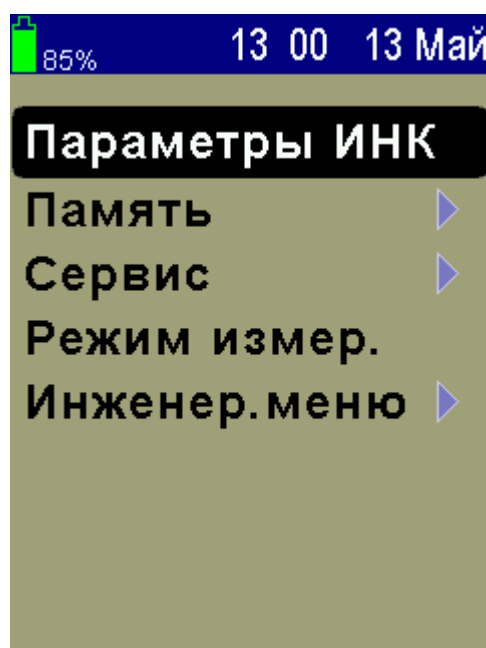 85% 13 00 13 Май
Параметры ИНК
Память
Сервис
Режим измер.
Инженер.меню